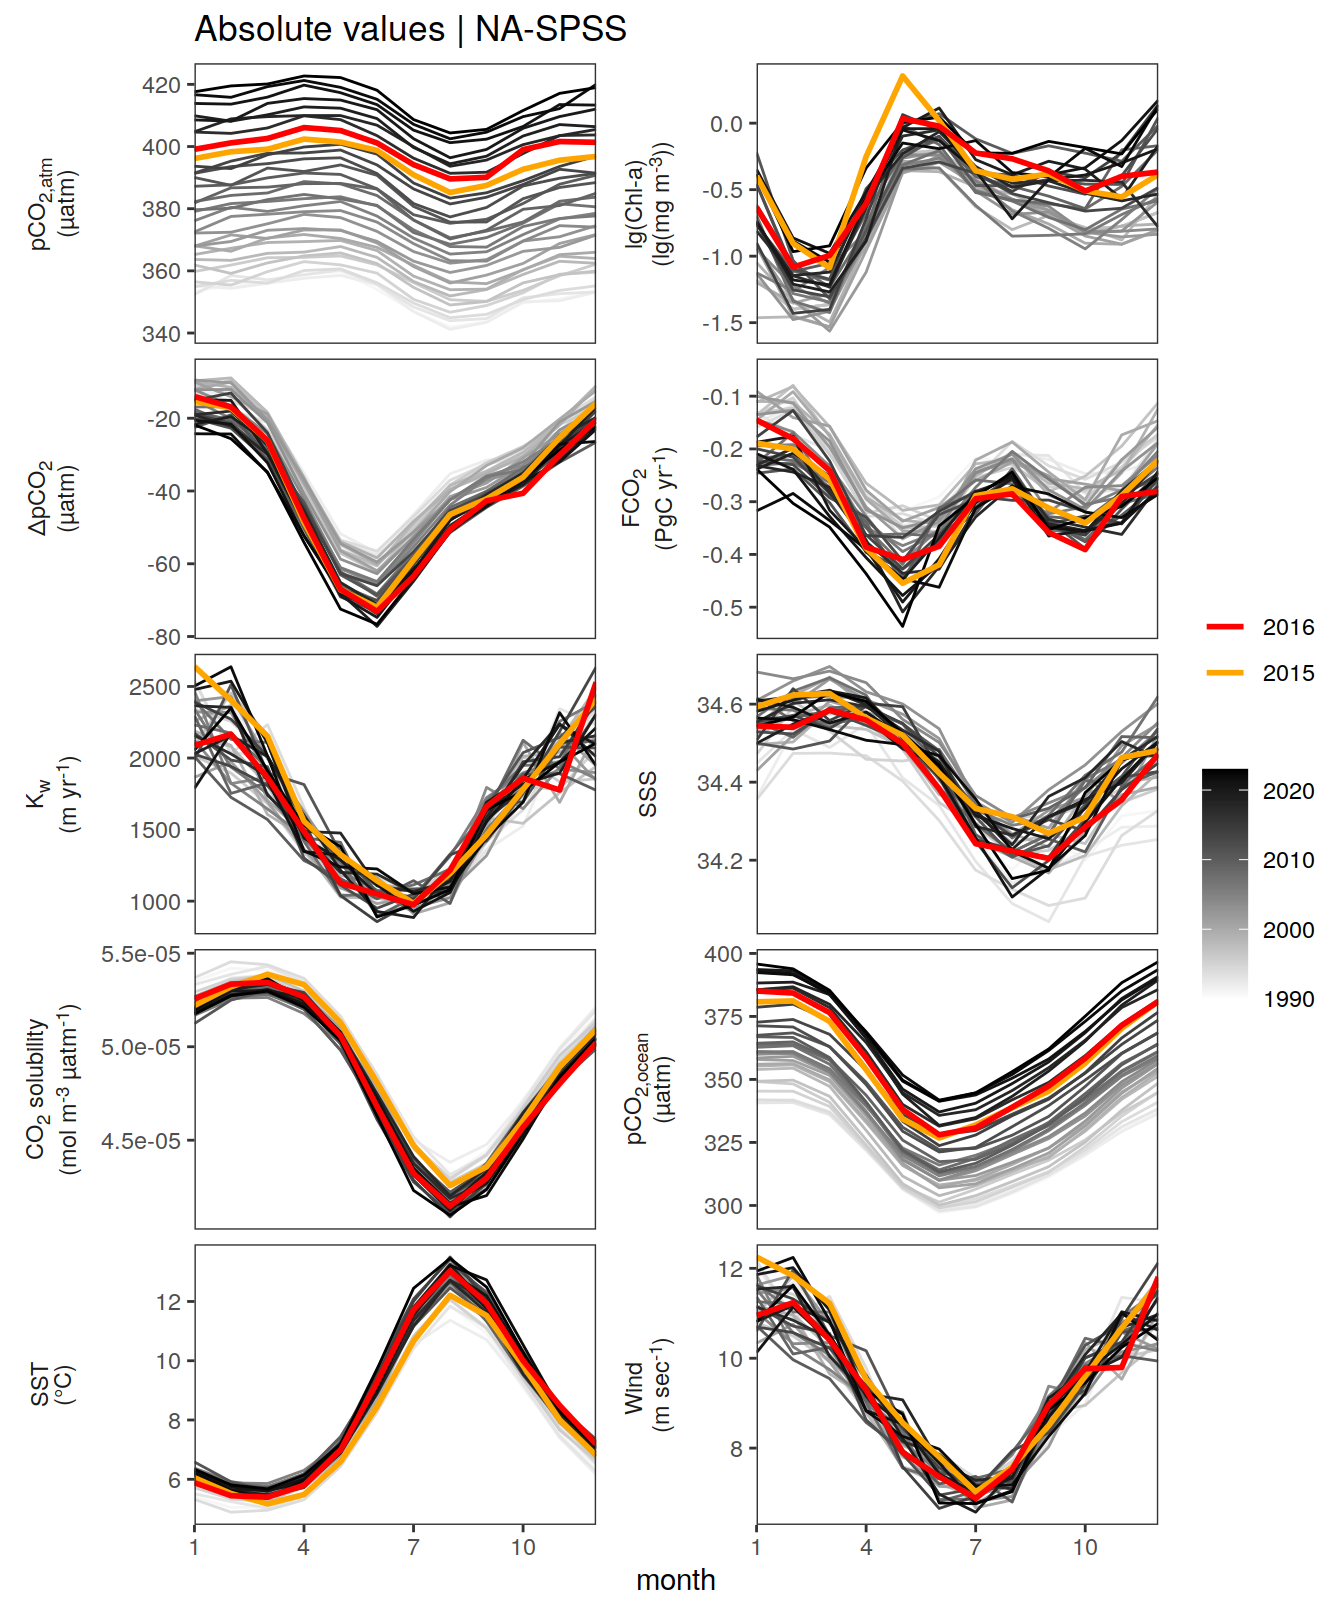 Absolute values | NA-SPSS
pCO2,atm
(µatm)
420
400
380
360
340
lg(Chl-a)
(lg(mg m-3))
0.0
-0.5
-1.0
-1.5
ΔpCO2
(µatm)
-20
-40
-60
-80
FCO2
(PgC yr-1)
-0.1
-0.2
-0.3
-0.4
-0.5
Kw
(m yr-1)
2500
2000
1500
1000
SSS
34.6
34.4
34.2
CO2 solubility
(mol m-3 µatm-1)
5.5e-05
5.0e-05
4.5e-05
pCO2,ocean
(µatm)
400
375
350
325
300
SST
(°C)
12
10
8
6
1 4 7 10
Wind
(m sec-1)
12
10
8
1 4 7 10
month
2016
2015
2020
2010
2000
1990